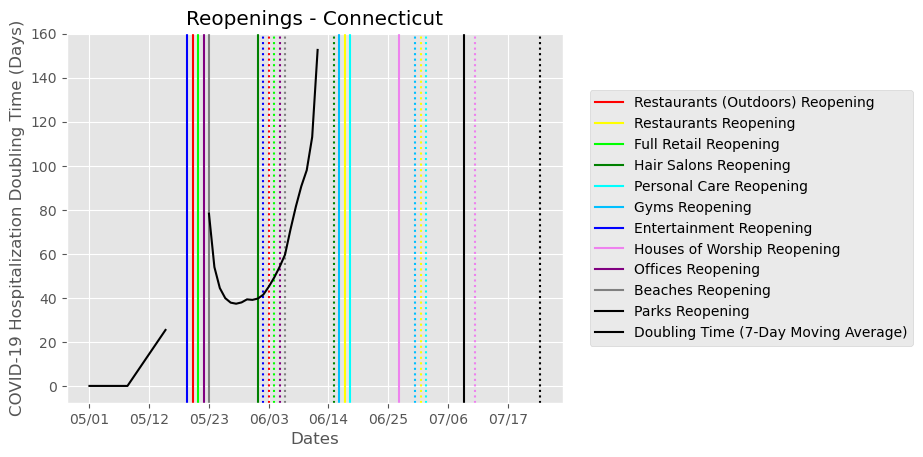 Reopenings - Connecticut
COVID-19 Hospitalization Doubling Time (Days)
160
140
120
100
80
60
40
20
0
05/01 05/12 05/23 06/03 06/14 06/25 07/06 07/17
Dates
Restaurants (Outdoors) Reopening
Restaurants Reopening
Full Retail Reopening
Hair Salons Reopening
Personal Care Reopening
Gyms Reopening
Entertainment Reopening
Houses of Worship Reopening
Offices Reopening
Beaches Reopening
Parks Reopening
Doubling Time (7-Day Moving Average)